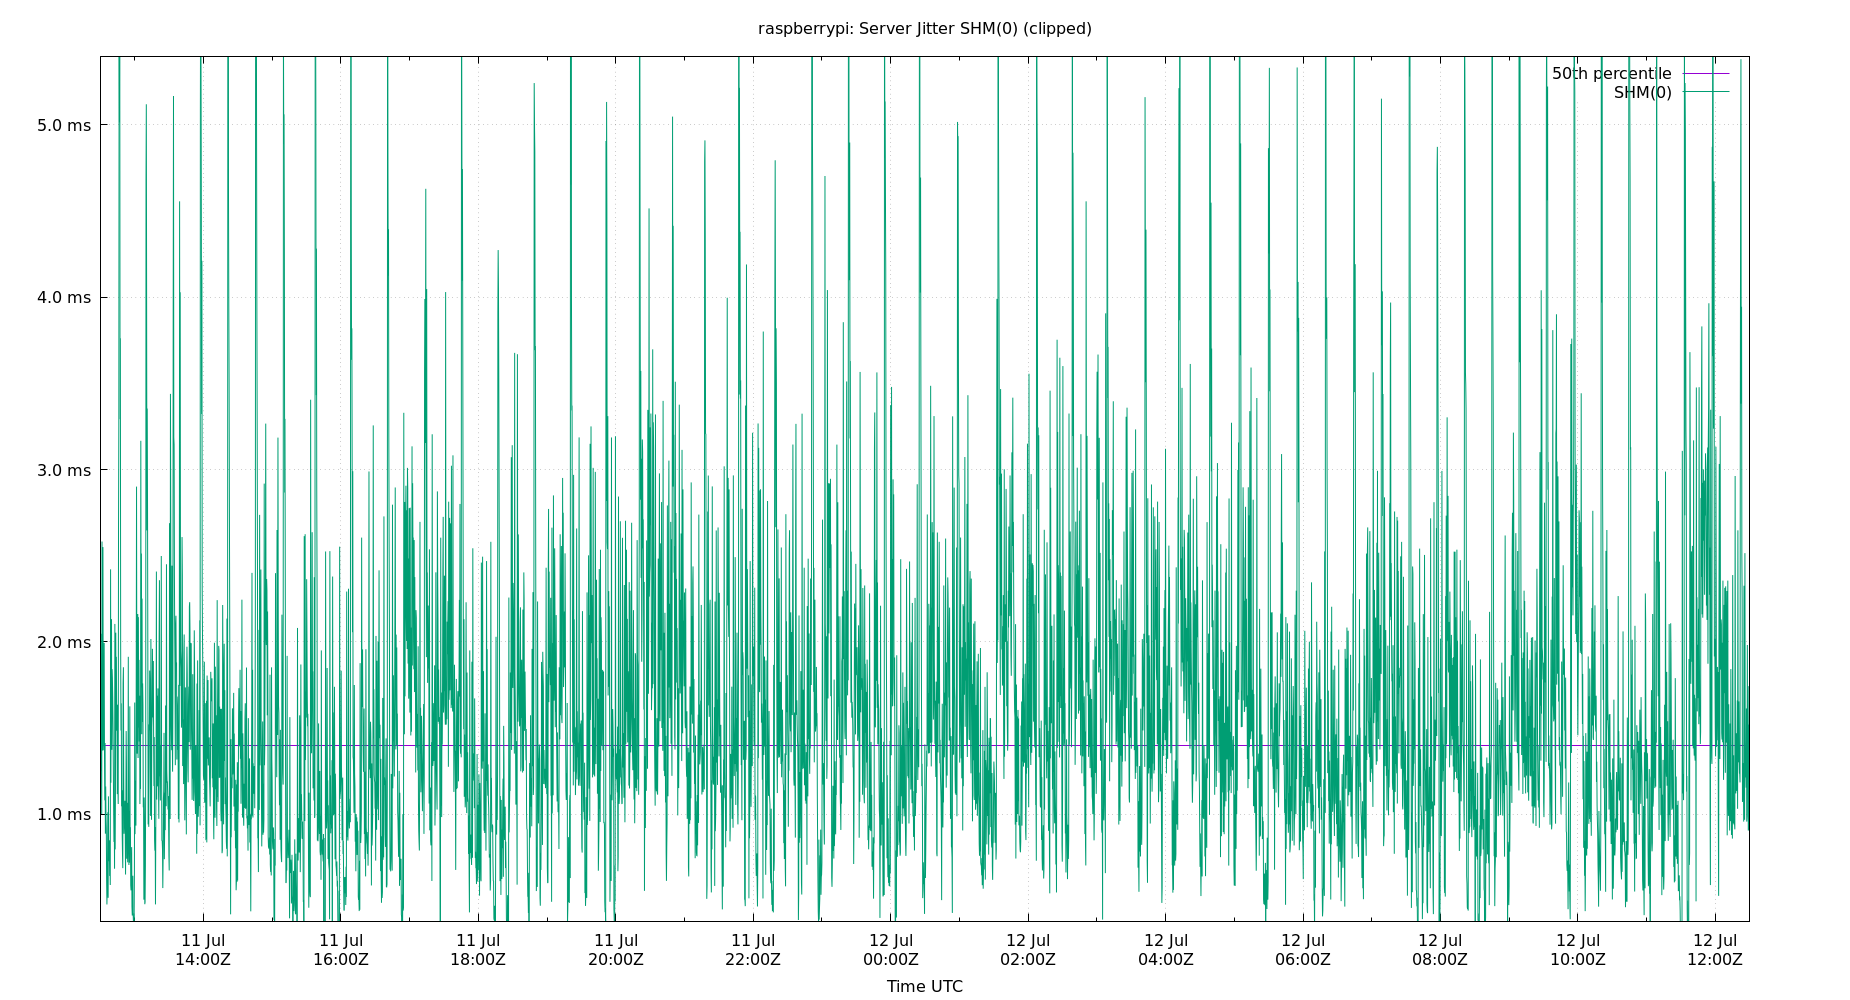 raspberrypi: Server Jitter SHM(0) (clipped)
50th percentile
SHM(0)
5.0 ms
4.0 ms
3.0 ms
2.0 ms
1.0 ms
11 Jul 11 Jul 11 Jul 11 Jul 11 Jul 12 Jul 12 Jul 12 Jul 12 Jul 12 Jul 12 Jul 12 Jul
14:00Z 16:00Z 18:00Z 20:00Z 22:00Z 00:00Z 02:00Z 04:00Z 06:00Z 08:00Z 10:00Z 12:00Z
Time UTC